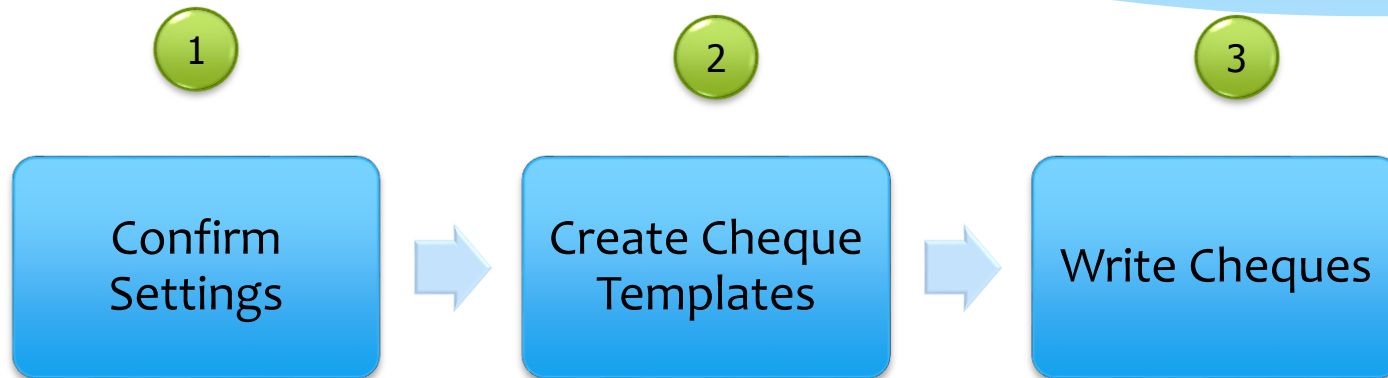 1
2
3
Confirm
Settings
Create Cheque
Templates
Write Cheques